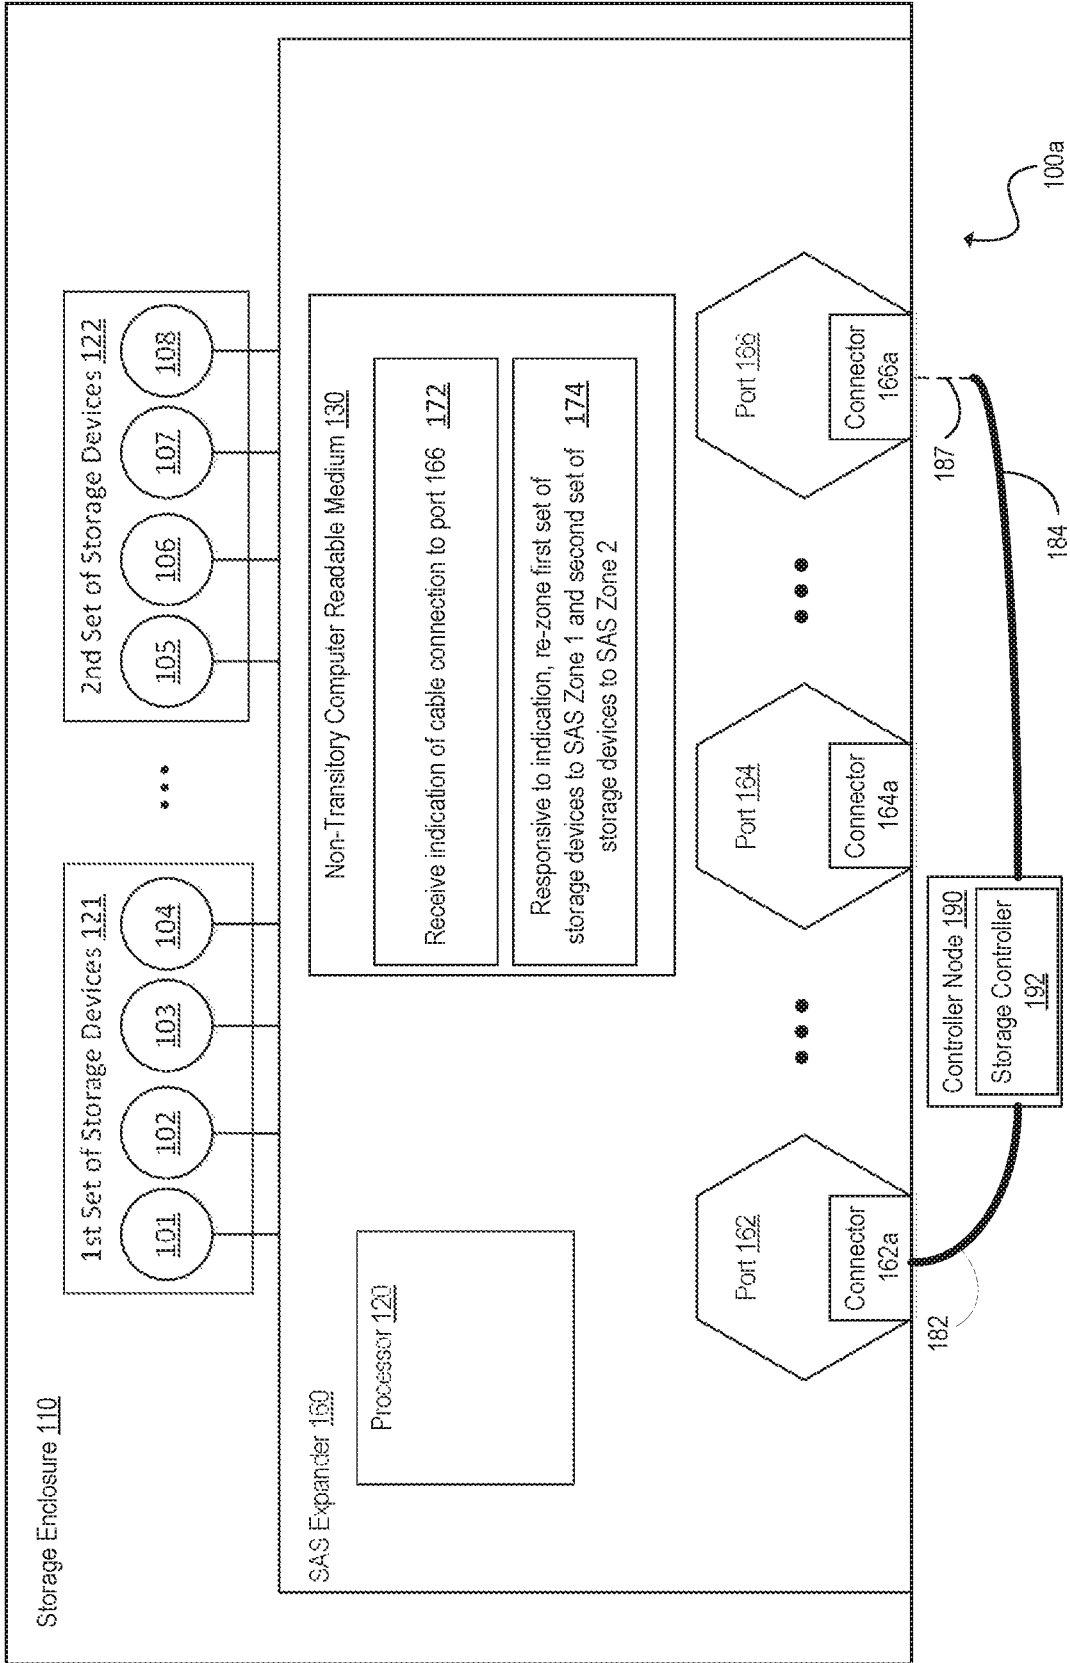 Storage Enclosure 110
1st Set of Storage Devices 121
101
102
103
104
2nd Set of Storage Devices 122
105
106
107
108
SAS Expander 160
Processor 120
Non-Transitory Computer Readable Medium 130
Receive indication of cable connection to port 166 172
Responsive to indication, re-zone first set of
storage devices to SAS Zone 1 and second set of 174
storage devices to SAS Zone 2
Port 162
Connector
162a
Port 164
Connector
164a
Port 166
Connector
166a
182
Controller Node 190
Storage Controller
192
187
184
100a